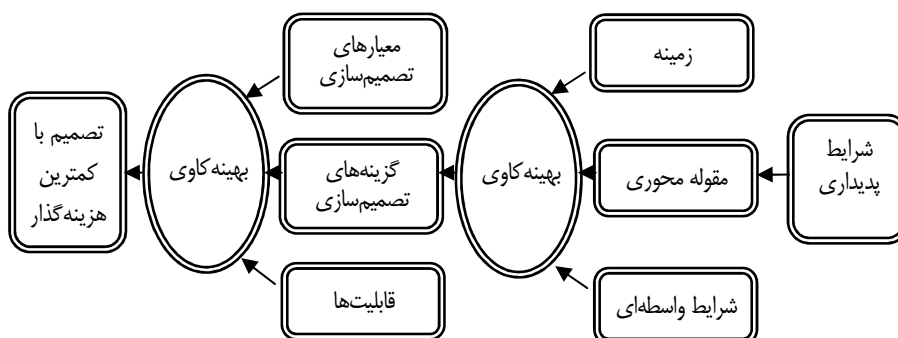 شرایط
پدیداری
زمینه
مقوله محوری
شرایط واسطه‌ای
بهینه‌کاوی
معیارهای
تصمیم‌سازی
گزینه‌های
تصمیم‌سازی
قابلیت‌ها
بهینه‌کاوی
تصمیم با
کمترین
هزینه‌گذار